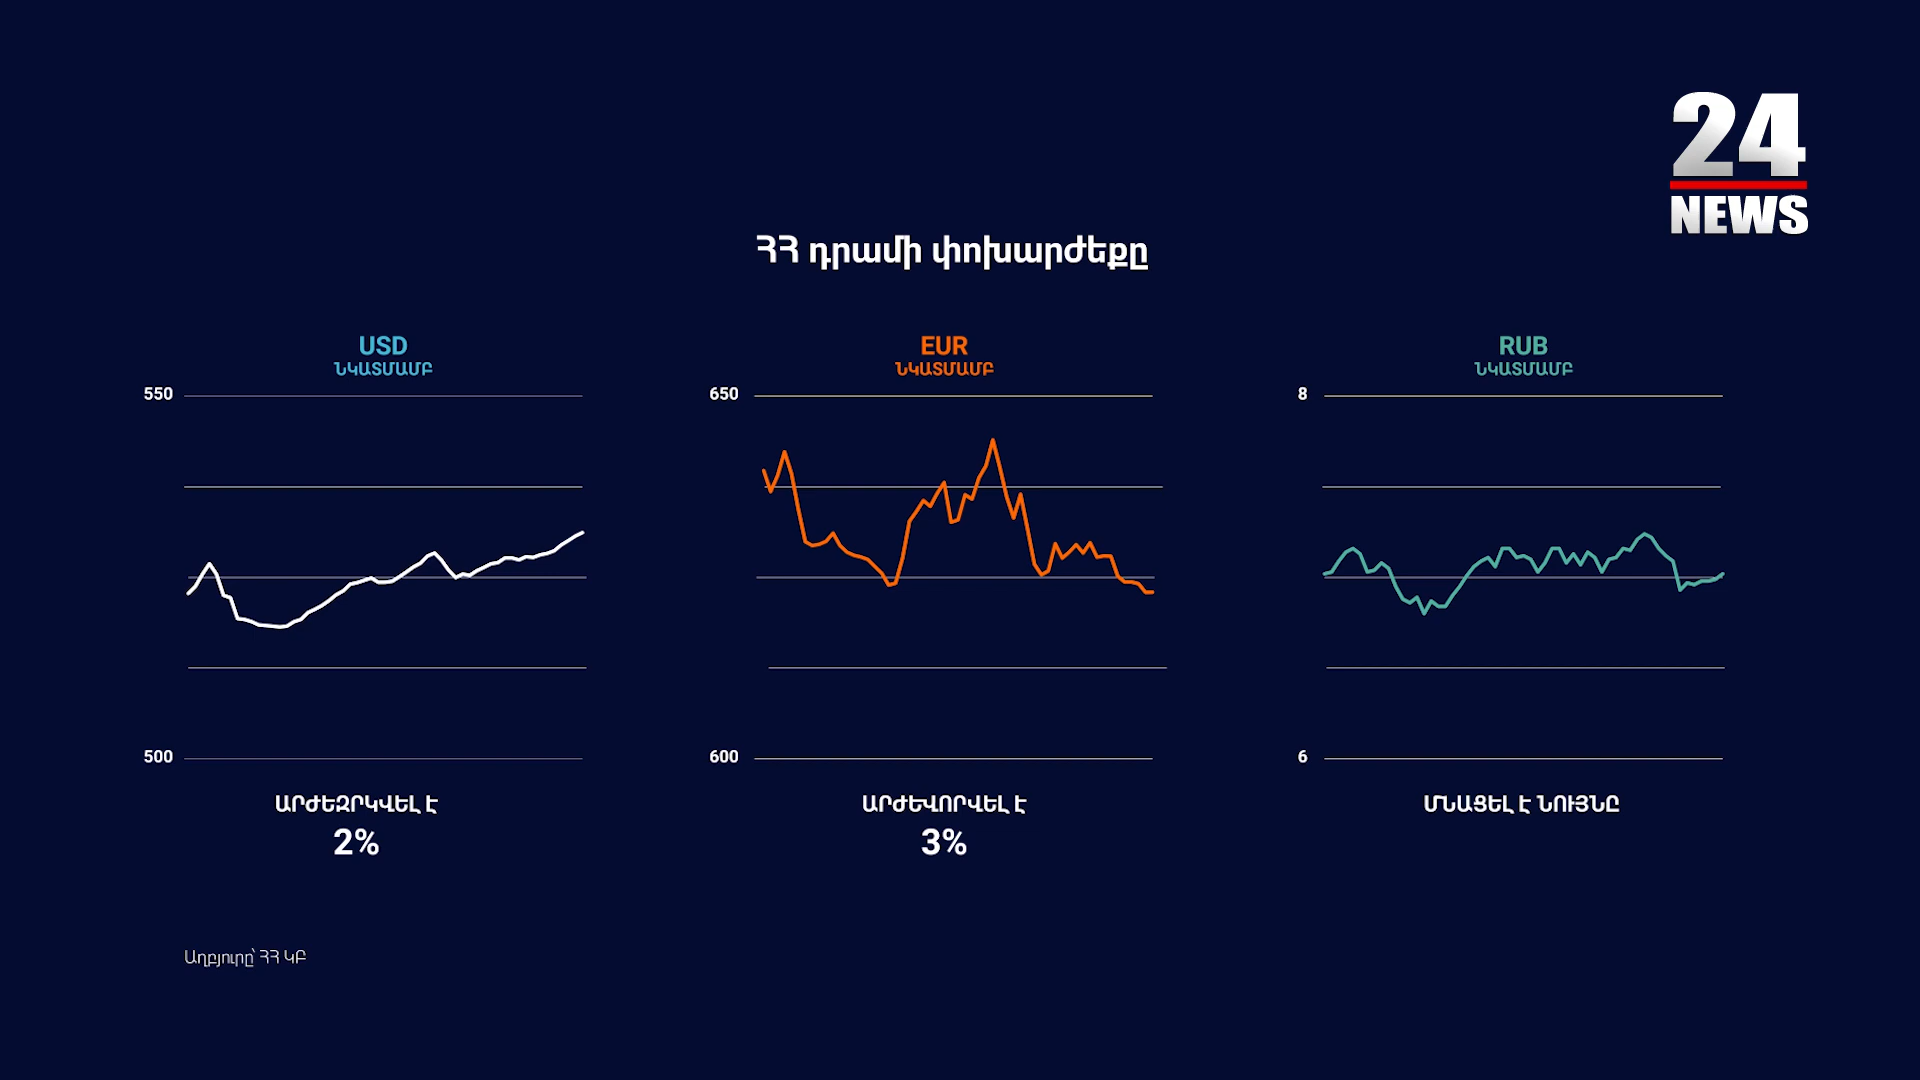 24
NEWS
ՀՀ դրամի փոխարժեքը
USD
ՆԿԱՏՄԱՄԲ
550
500
ԱՐԺԵԶՐԿՎԵԼ Է
2%
EUR
ՆԿԱՏՄԱՄԲ
650
600
ԱՐԺԵՎՈՐՎԵԼ Է
3%
RUB
ՆԿԱՏՄԱՄԲ
8
6
ՄՆԱՑԵԼ Է ՆՈՒՅՆԸ
Աղբյուրը՝ ՀՀ ԿԲ